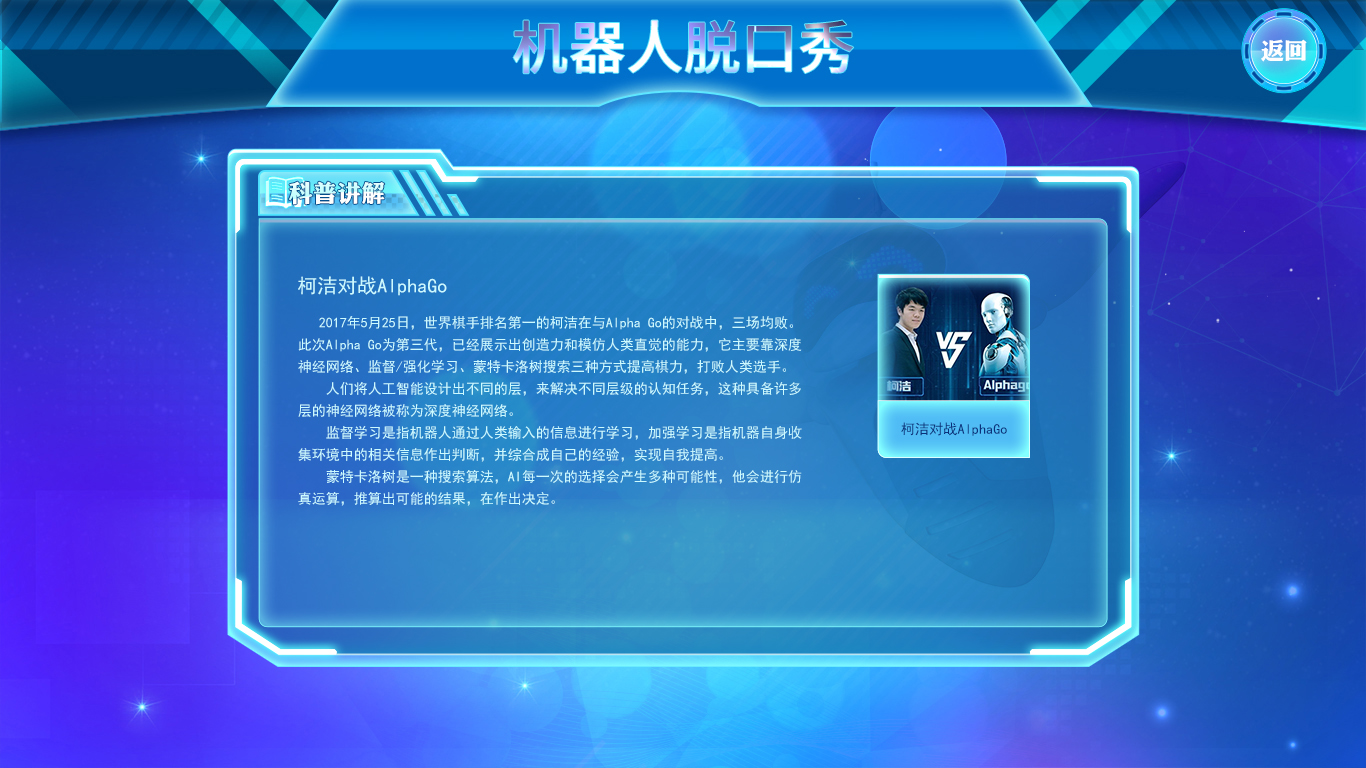 机器人脱口秀
返回
科普讲解
柯洁对战AlphaGo
2017年5月25日，世界棋手排名第一的柯洁在与Alpha Go的对战中，三场均败。
此次Alpha Go为第三代，已经展示出创造力和模仿人类直觉的能力，它主要靠深度
神经网络、监督/强化学习、蒙特卡洛树搜索三种方式提高棋力，打败人类选手。
人们将人工智能设计出不同的层，来解决不同层级的认知任务，这种具备许多
层的神经网络被称为深度神经网络。
监督学习是指机器人通过人类输入的信息进行学习，加强学习是指机器自身收
集环境中的相关信息作出判断，并综合成自己的经验，实现自我提高。
蒙特卡洛树是一种搜索算法，AI每一次的选择会产生多种可能性，他会进行仿
真运算，推算出可能的结果，在作出决定。
VS
柯洁
Alphago
柯洁对战AlphaGo